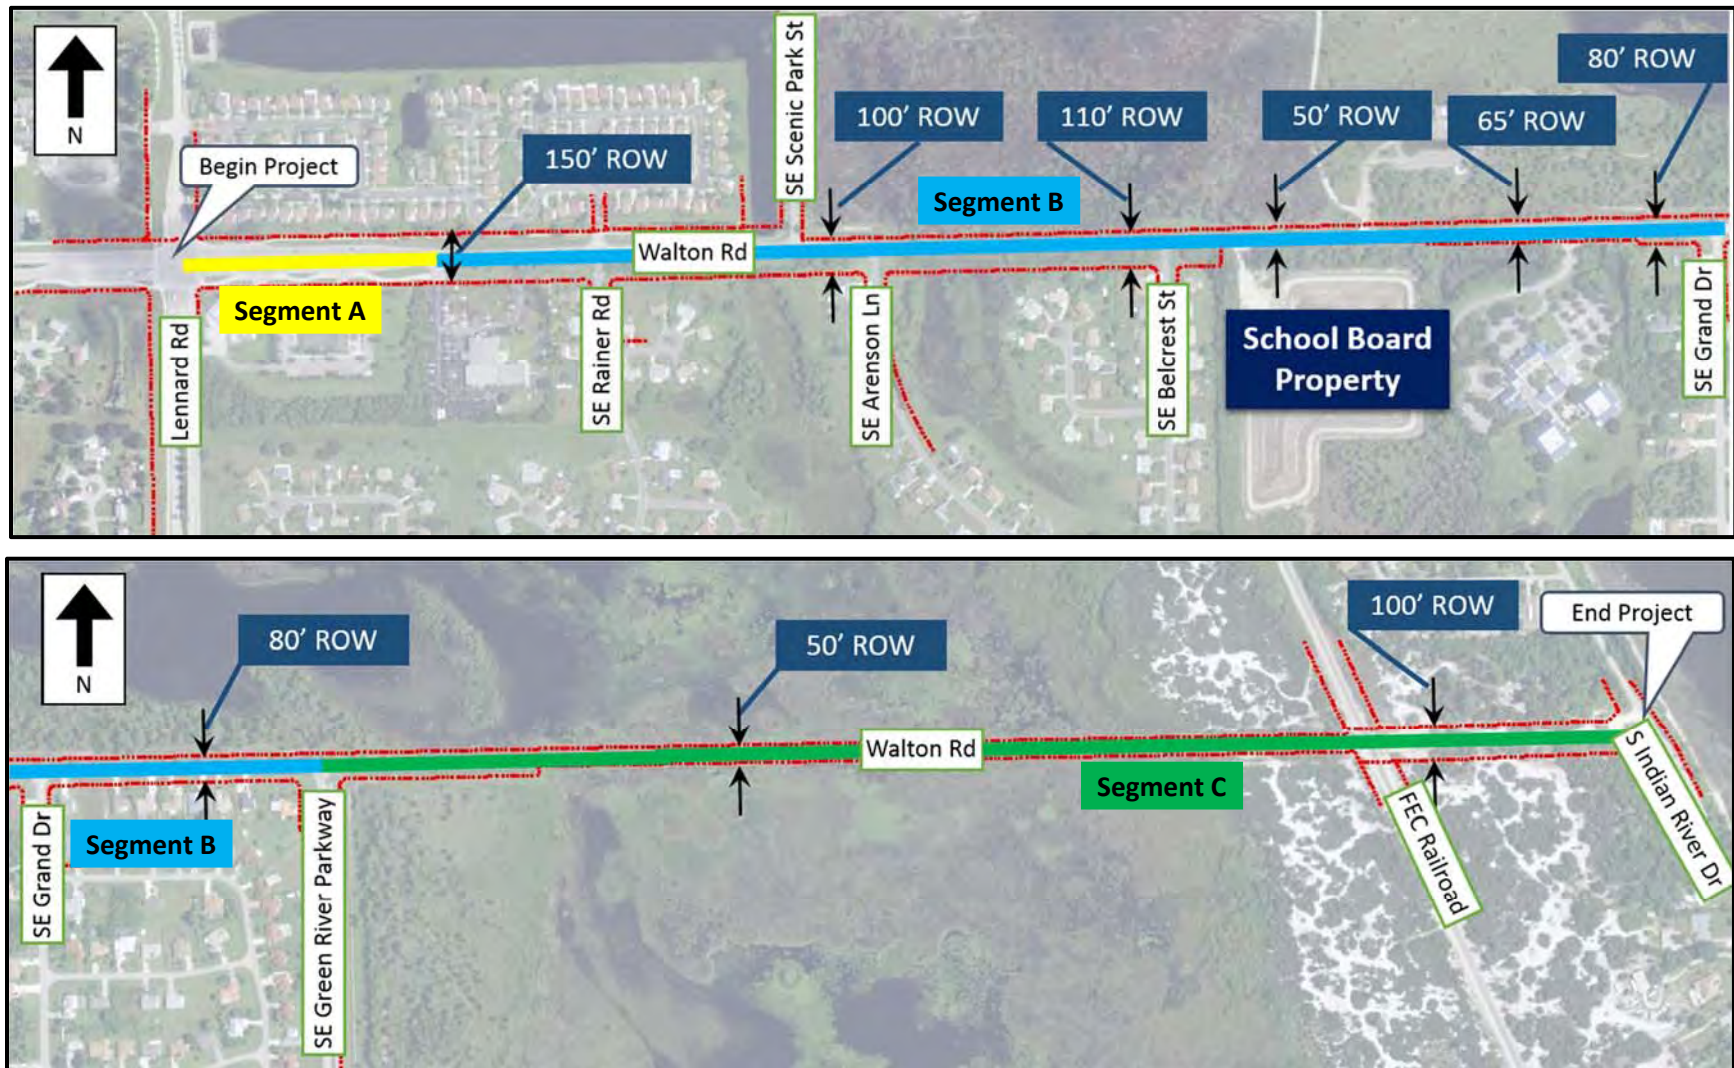 SE Scenic Park St
80' ROW
100' ROW
110' ROW
50' ROW
65' ROW
N
Begin Project
150' ROW
Segment B
Walton Rd
Segment A
Lennard Rd
SE Rainer Rd
SE Arenson Ln
SE Belcrest St
School Board
Property
SE Grand Dr
N
80' ROW
50' ROW
100' ROW
End Project
Walton Rd
Segment C
Segment B
SE Grand Dr
SE Green River Parkway
FEC Railroad
S Indian River Dr